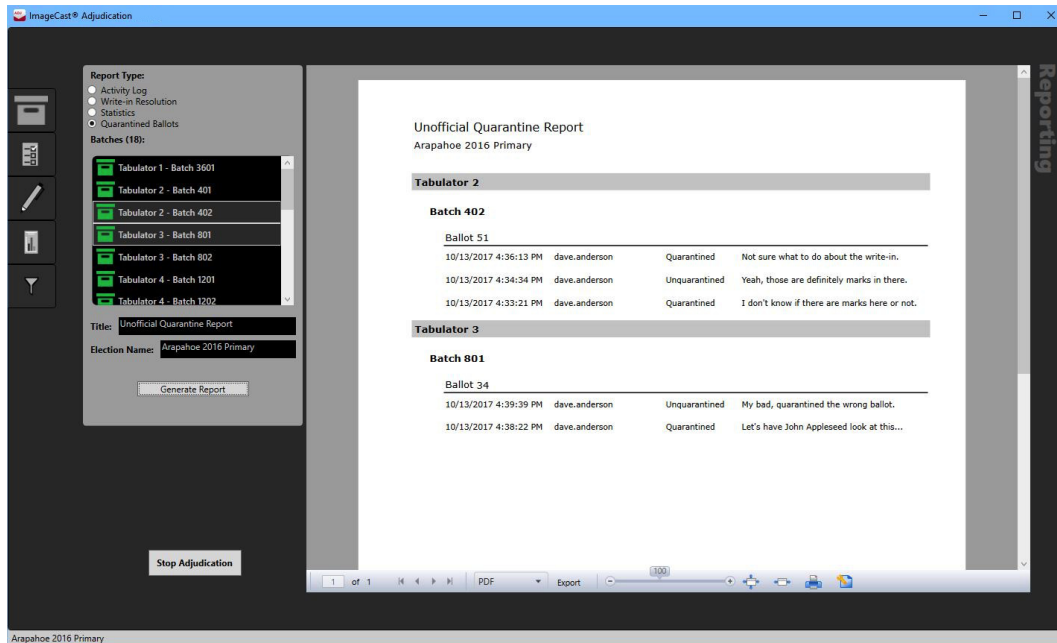 ImageCast® Adjudication
Reporting
Report Type:
Activity Log
Write-in Resolution
Statistics
Quarantined Ballots
Batches (18):
Tabulator 1 - Batch 3601
Tabulator 2 - Batch 401
Tabulator 2 - Batch 402
Tabulator 3 - Batch 801
Tabulator 3 - Batch 802
Tabulator 4 - Batch 1201
Tabulator 4 - Batch 1202
Title: Unofficial Quarantine Report
Election Name: Arapahoe 2016 Primary
Generate Report
Stop Adjudication
Unofficial Quarantine Report
Arapahoe 2016 Primary
Tabulator 2
Batch 402
Ballot 51
10/13/2017 4:36:13 PM dave.anderson Quarantined Not sure what to do about the write-in.
10/13/2017 4:34:34 PM dave.anderson Unquarantined Yeah, those are definitely marks in there.
10/13/2017 4:33:21 PM dave.anderson Quarantined I don't know if there are marks here or not.
Tabulator 3
Batch 801
Ballot 34
10/13/2017 4:39:39 PM dave.anderson Unquarantined My bad, quarantined the wrong ballot.
10/13/2017 4:38:22 PM dave.anderson Quarantined Let's have John Appleseed look at this...
1 of 1 PDF Export 100
Arapahoe 2016 Primary